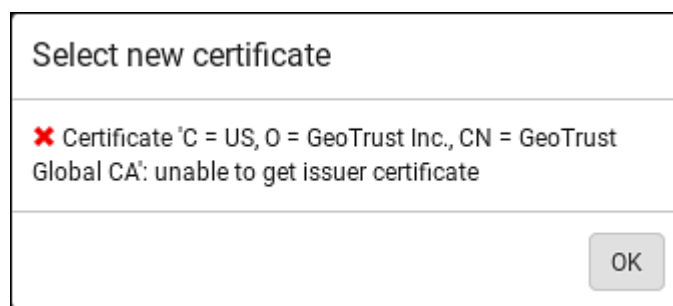 Select new certificate
✖ Certificate 'C = US, O = GeoTrust Inc., CN = GeoTrust
Global CA': unable to get issuer certificate
OK